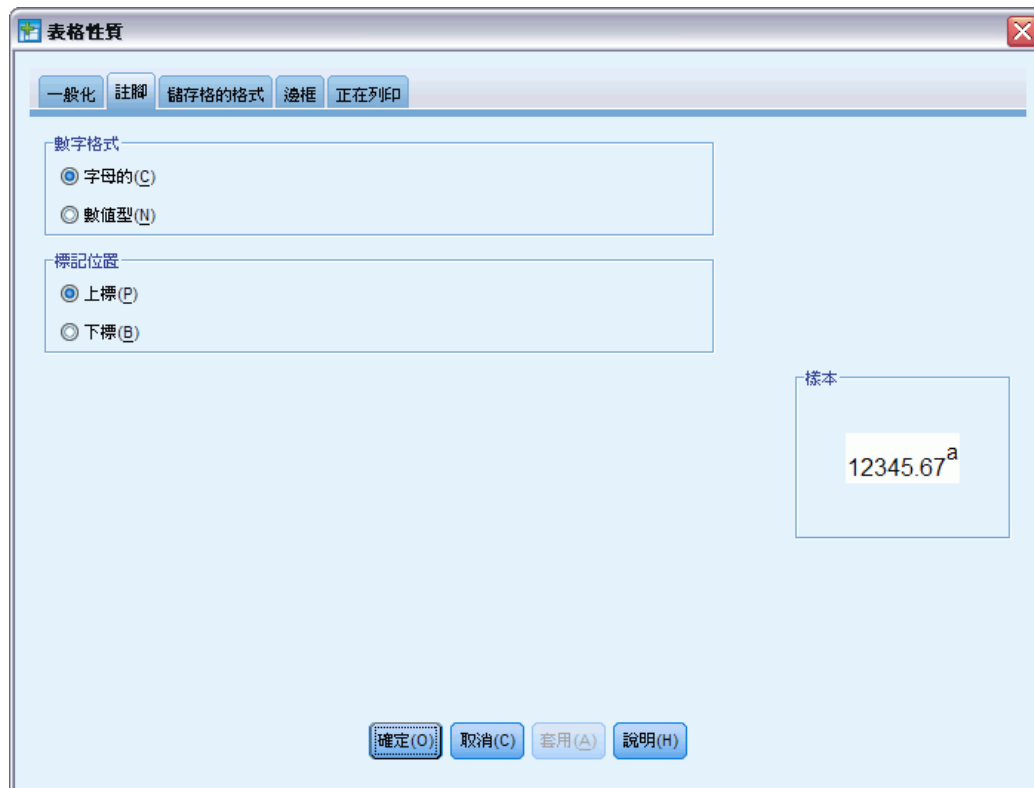 表格性質
一般化 註腳 儲存格的格式 邊框 正在列印
數字格式
字母的(C)
數值型(N)
標記位置
上標(P)
下標(B)
樣本
12345.67a
確定(O) 取消(C) 套用(A) 說明(H)